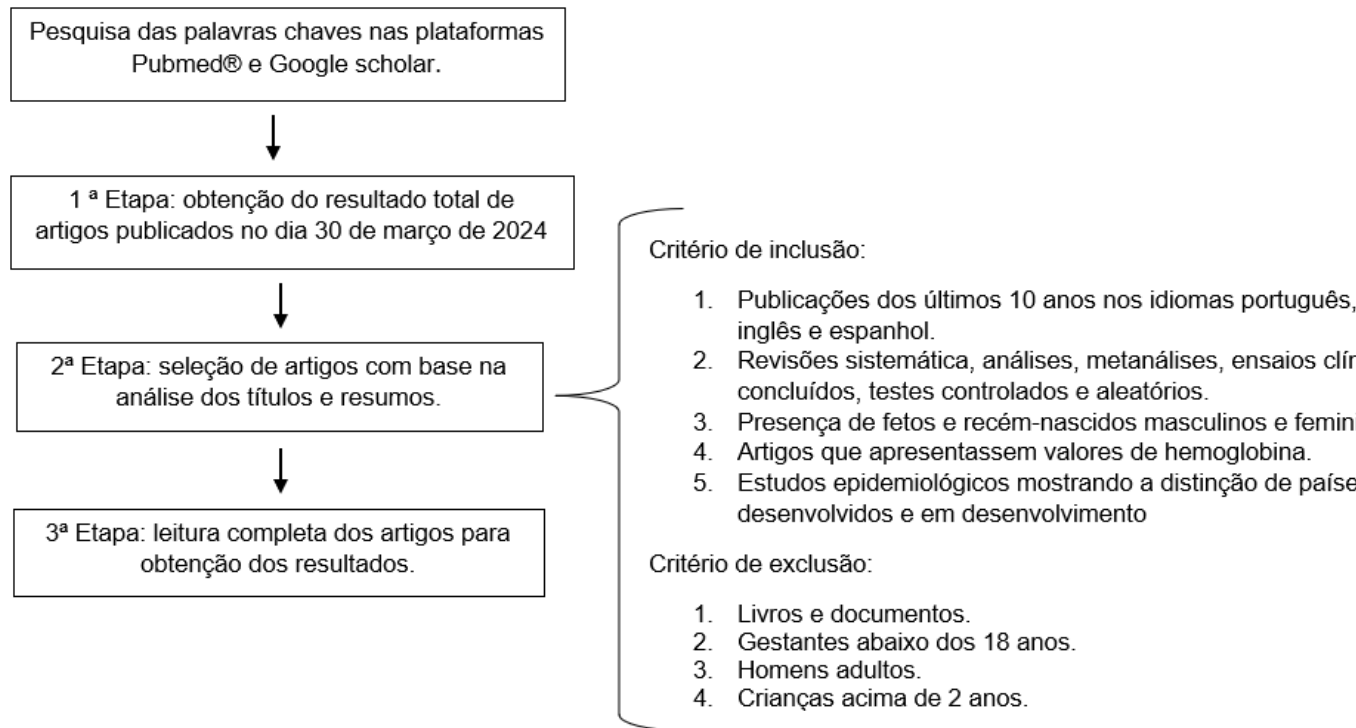 Pesquisa das palavras chaves nas plataformas
Pubmed® e Google scholar.
1 ª Etapa: obtenção do resultado total de
artigos publicados no dia 30 de março de 2024
2ª Etapa: seleção de artigos com base na
análise dos títulos e resumos.
3ª Etapa: leitura completa dos artigos para
obtenção dos resultados.
Critério de inclusão:
1. Publicações dos últimos 10 anos nos idiomas português,
inglês e espanhol.
2. Revisões sistemática, análises, metanálises, ensaios
concluídos, testes controlados e aleatórios.
3. Presença de fetos e recém-nascidos masculinos e
4. Artigos que apresentassem valores de hemoglobina.
5. Estudos epidemiológicos mostrando a distinção de
desenvolvidos e em desenvolvimento
Critério de exclusão:
1. Livros e documentos.
2. Gestantes abaixo dos 18 anos.
3. Homens adultos.
4. Crianças acima de 2 anos.